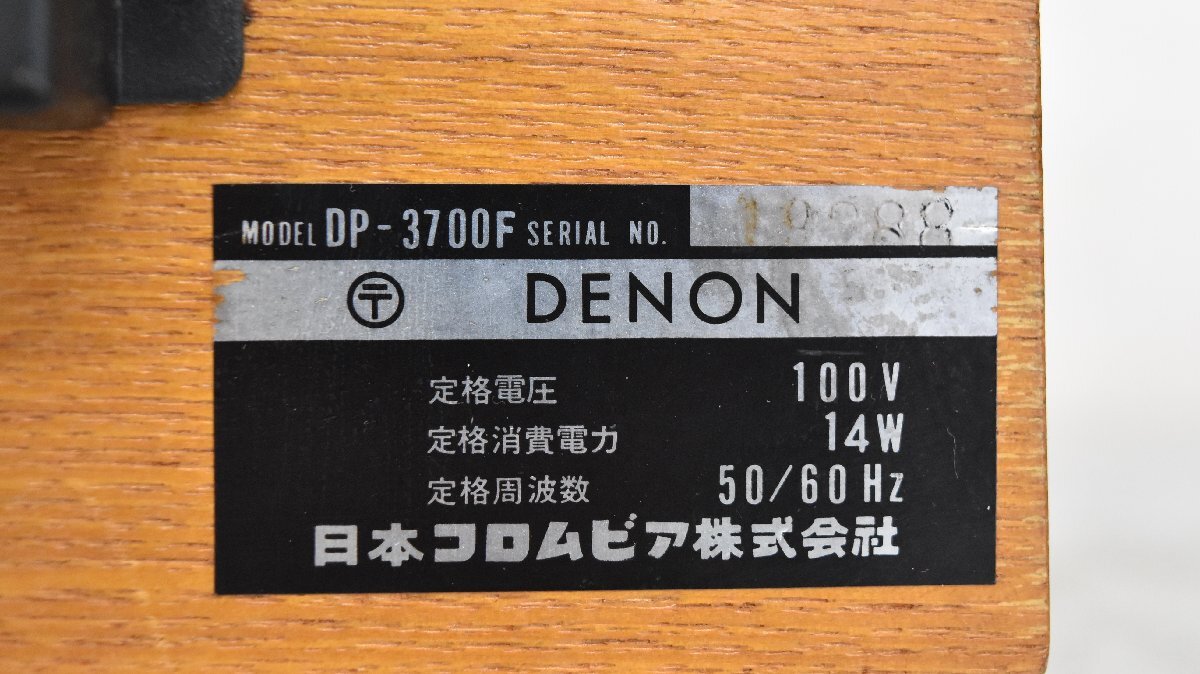 MODEL DP-3700F SERIAL NO. 19288
〶 DENON
定格電圧 100V
定格消費電力 14W
定格周波数 50/60Hz
日本コロムビア株式会社